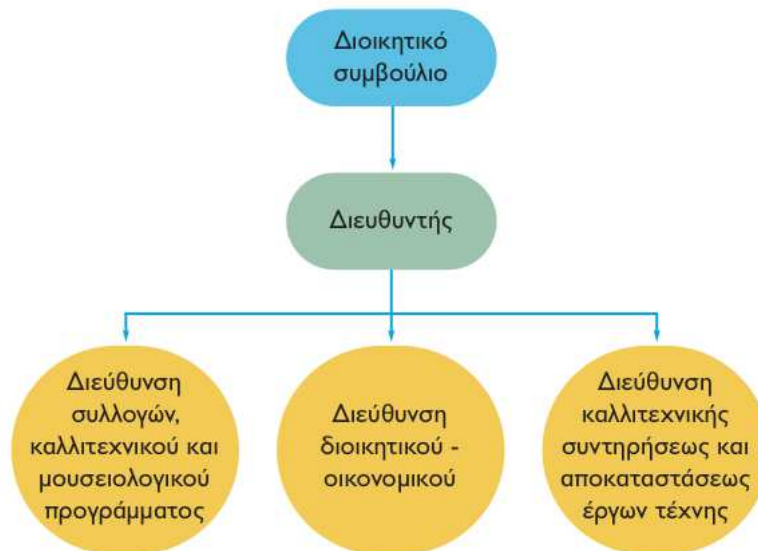 Διοικητικό
συμβούλιο
Διευθυντής
Διεύθυνση
συλλογών,
καλλιτεχνικού και
μουσειολογικού
προγράμματος
Διεύθυνση
διοικητικού -
οικονομικού
Διεύθυνση
καλλιτεχνικής
συντηρήσεως και
αποκαταστάσεως
έργων τέχνης